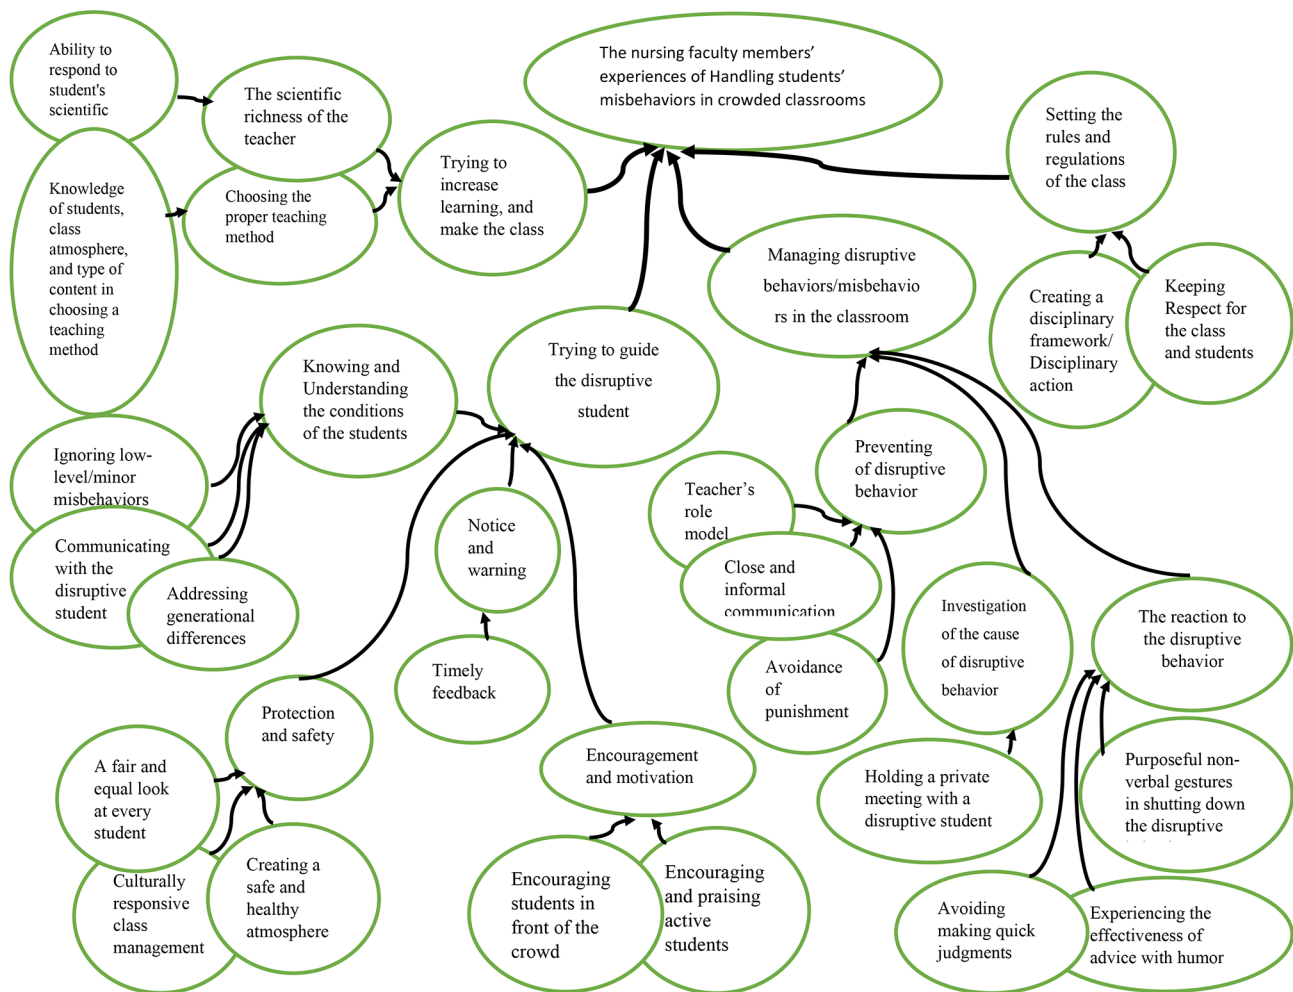 Ability to
respond to
student's
scientific
The scientific
richness of the
teacher
The nursing faculty members'
experiences of Handling students'
misbehaviors in crowded classrooms
Setting the
rules and
regulations
of the class
Knowledge
of students,
class
atmosphere,
and type of
content in
choosing a
teaching
method
Choosing the
proper teaching
method
Trying to
increase
learning, and
make the class
Managing disruptive
behaviors/misbehavio
rs in the classroom
Creating a
disciplinary
framework/
Disciplinary
action
Keeping
Respect for
the class
and students
Knowing and
Understanding
the conditions
of the students
Trying to guide
the disruptive
student
Ignoring low-
level/minor
misbehaviors
Communicating
with the
disruptive
student
Addressing
generational
differences
Notice
and
warning
Timely
feedback
Teacher's
role
model
Preventing
of disruptive
behavior
Close and
informal
communication
Avoidance
of
punishment
Investigation
of the cause
of disruptive
behavior
The reaction to
the disruptive
behavior
Protection
and safety
A fair and
equal look
at every
student
Culturally
responsive
class
management
Creating a
safe and
healthy
atmosphere
Encouragement
and motivation
Encouraging
students in
front of the
crowd
Encouraging
and praising
active
students
Holding a private
meeting with a
disruptive student
Purposeful non-
verbal gestures
in shutting down
the disruptive
Avoiding
making quick
judgments
Experiencing the
effectiveness of
advice with humor